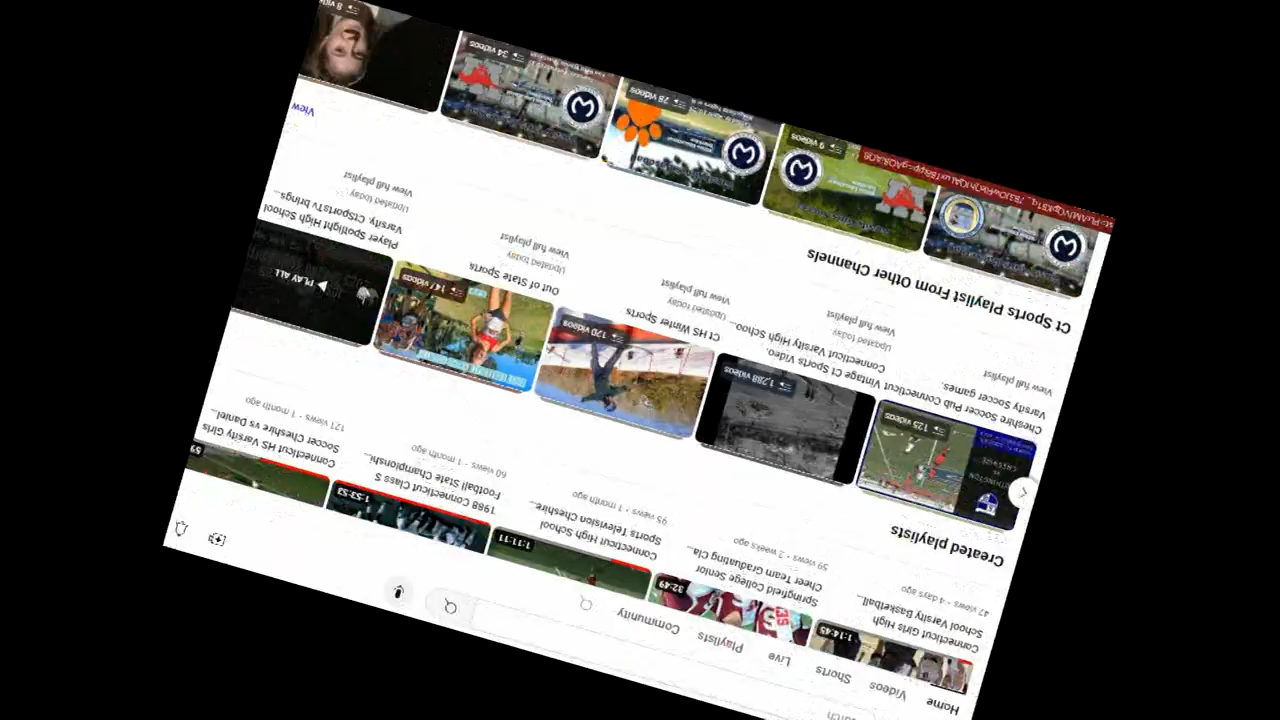 Home
Videos
Shorts
Live
Playlists
Community
1:14:45
32:49
1:11:11
1:53:53
Connecticut Girls High
School Varsity Basketball...
47 views • 4 days ago
Springfield College Senior
Cheer Team Graduating Cla...
59 views • 2 weeks ago
Connecticut High School
Sports Television Cheshire...
95 views • 1 month ago
1988 Connecticut Class S
Football State Championshi...
60 views • 1 month ago
Connecticut HS Varsity Girls
Soccer Cheshire vs Daniel...
121 views • 1 month ago
Created playlists
125 videos
1,288 videos
120 videos
147 videos
PLAY ALL
Cheshire Soccer Pub Connecticut
Varsity Soccer games.
View full playlist
Vintage Ct Sports Video,
Connecticut Varsity High Schoo...
Updated today
View full playlist
Ct HS Winter Sports
Updated today
View full playlist
Out of State Sports
Updated today
View full playlist
Player Spotlight High School
Varsity, CtSportsTv brings...
Updated today
View full playlist
Ct Sports Playlist From Other Channels
9 videos
28 videos
34 videos
8 videos
View